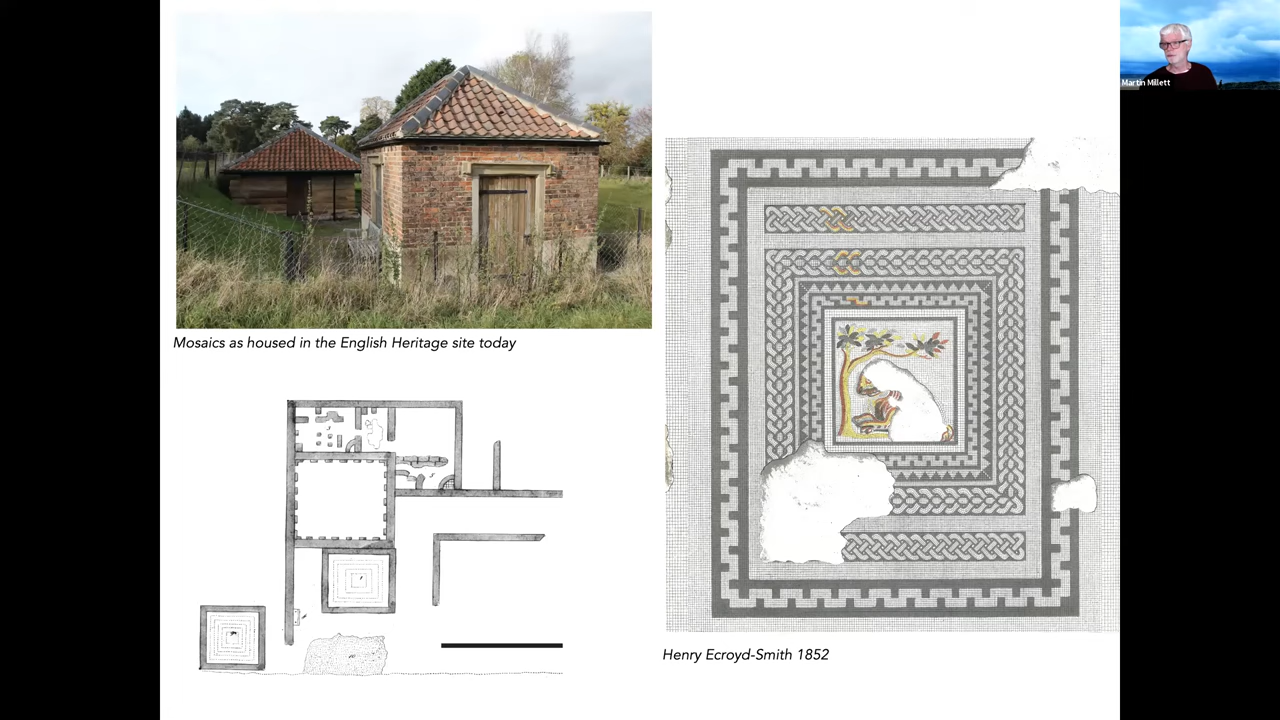 Martin Millett
Mosaics as housed in the English Heritage site today
Henry Ecroyd-Smith 1852